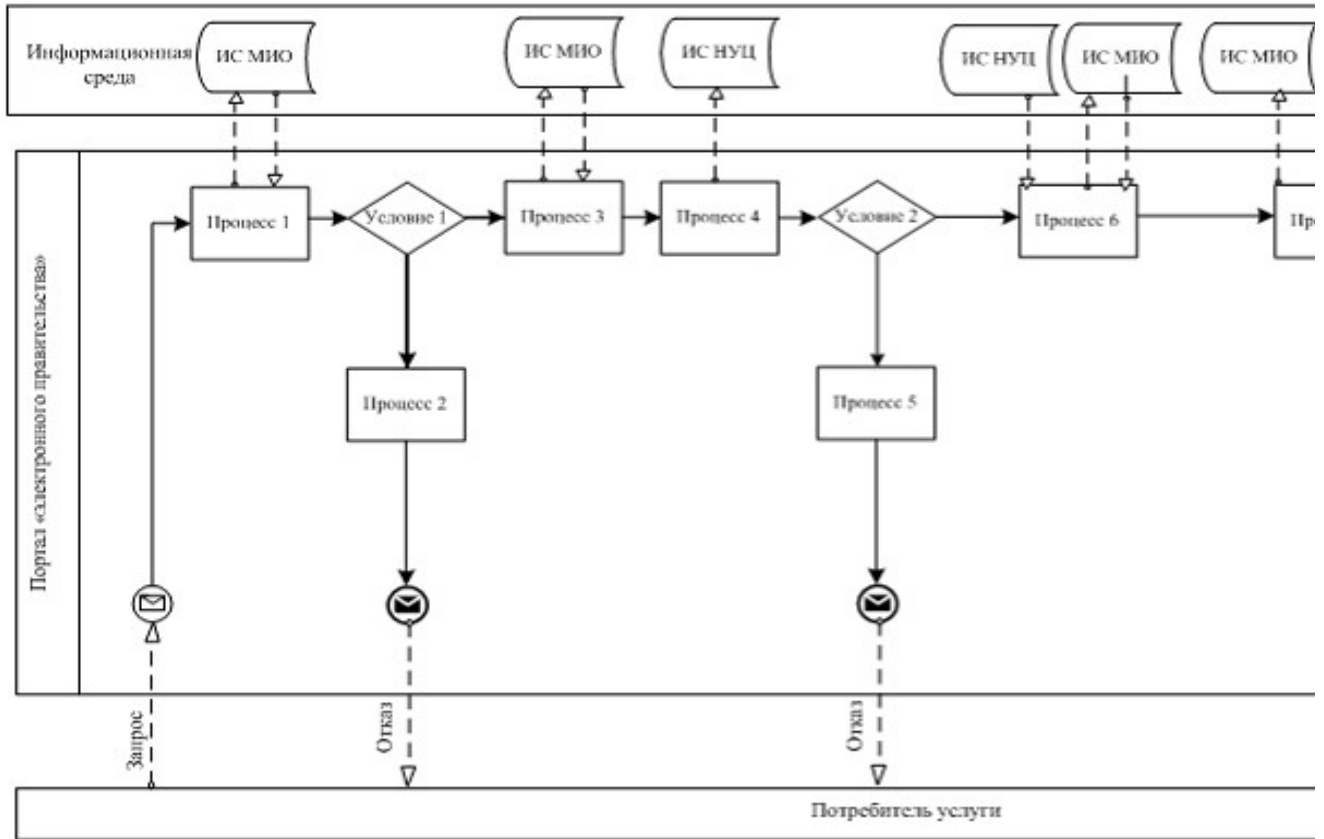 Информационная
среда
ИС МИО
ИС МИО
ИС НУЦ
ИС НУЦ
ИС МИО
ИС МИО
Портал «электронного правительства»
Процесс 1
Условие 1
Процесс 3
Процесс 4
Условие 2
Процесс 6
Процесс 2
Процесс 5
Запрос
Отказ
Отказ
Потребитель услуги